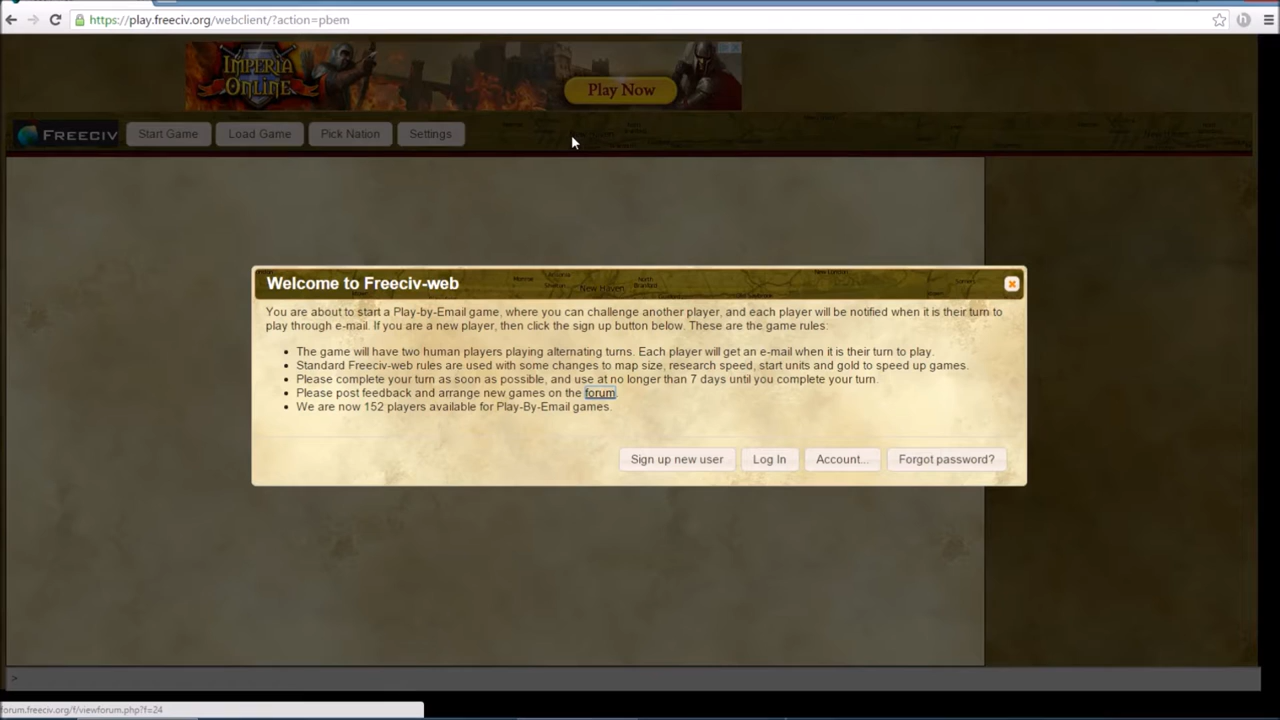 https://play.freeciv.org/webclient/?action=pbem
IMPERIA
ONLINE
Play Now
FREECIV
Start Game
Load Game
Pick Nation
Settings
Welcome to Freeciv-web
New Haven
You are about to start a Play-by-Email game, where you can challenge another player, and each player will be notified when it is their turn to
play through e-mail. If you are a new player, then click the sign up button below. These are the game rules:
The game will have two human players playing alternating turns. Each player will get an e-mail when it is their turn to play.
Standard Freeciv-web rules are used with some changes to map size, research speed, start units and gold to speed up games.
Please complete your turn as soon as possible, and use at no longer than 7 days until you complete your turn.
Please post feedback and arrange new games on the forum.
We are now 152 players available for Play-By-Email games.
Sign up new user
Log In
Account...
Forgot password?
>
forum.freeciv.org/f/viewforum.php?f=24